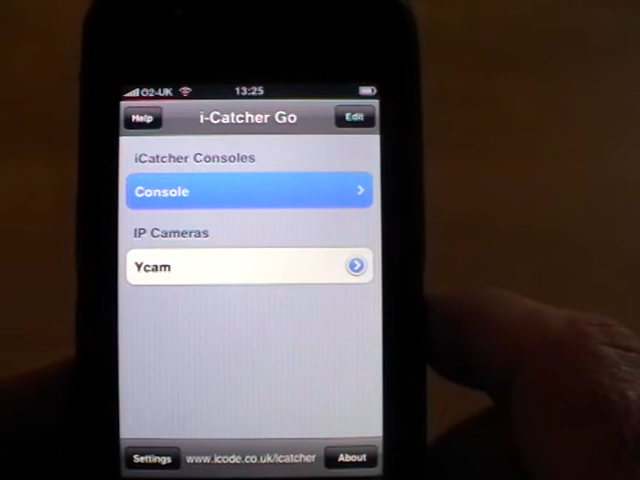 O2-UK 13:25
Help i-Catcher Go Edit
iCatcher Consoles
Console
IP Cameras
Ycam
Settings www.icode.co.uk/icatcher About